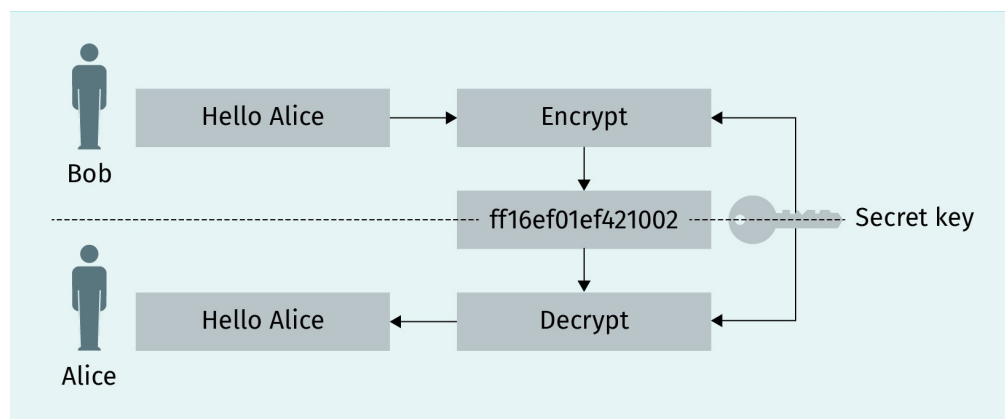 Hello Alice
Encrypt
Bob
ff16ef01ef421002
Secret key
Hello Alice
Decrypt
Alice